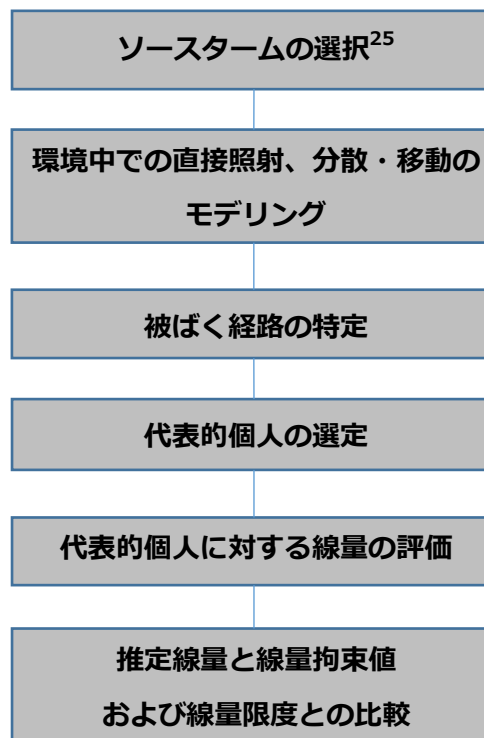 ソースタームの選択25
環境中での直接照射、分散・移動の
モデリング
被ばく経路の特定
代表的個人の選定
代表的個人に対する線量の評価
推定線量と線量拘束値
および線量限度との比較